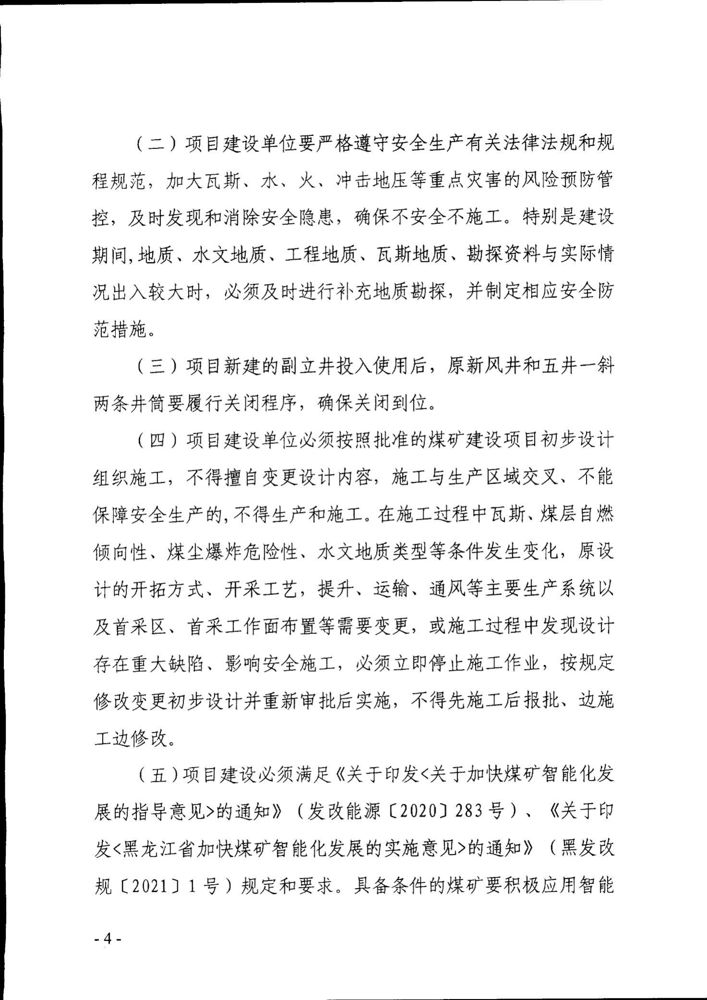 （二）项目建设单位要严格遵守安全生产有关法律法规和规
程规范，加大瓦斯、水、火、冲击地压等重点灾害的风险预防管
控，及时发现和消除安全隐患，确保不安全不施工。特别是建设
期间,地质、水文地质、工程地质、瓦斯地质、勘探资料与实际情
况出入较大时，必须及时进行补充地质勘探，并制定相应安全防
范措施。
（三）项目新建的副立井投入使用后，原新风井和五井一斜
两条井筒要履行关闭程序，确保关闭到位。
（四）项目建设单位必须按照批准的煤矿建设项目初步设计
组织施工，不得擅自变更设计内容，施工与生产区域交叉、不能
保障安全生产的,不得生产和施工。在施工过程中瓦斯、煤层自燃
倾向性、煤尘爆炸危险性、水文地质类型等条件发生变化，原设
计的开拓方式、开采工艺，提升、运输、通风等主要生产系统以
及首采区、首采工作面布置等需要变更，或施工过程中发现设计
存在重大缺陷、影响安全施工，必须立即停止施工作业，按规定
修改变更初步设计并重新审批后实施，不得先施工后报批、边施
工边修改。
（五）项目建设必须满足《关于印发<关于加快煤矿智能化发
展的指导意见>的通知》（发改能源〔2020〕283号）、《关于印
发<黑龙江省加快煤矿智能化发展的实施意见>的通知》（黑发改
规〔2021〕1号）规定和要求。具备条件的煤矿要积极应用智能
- 4 -